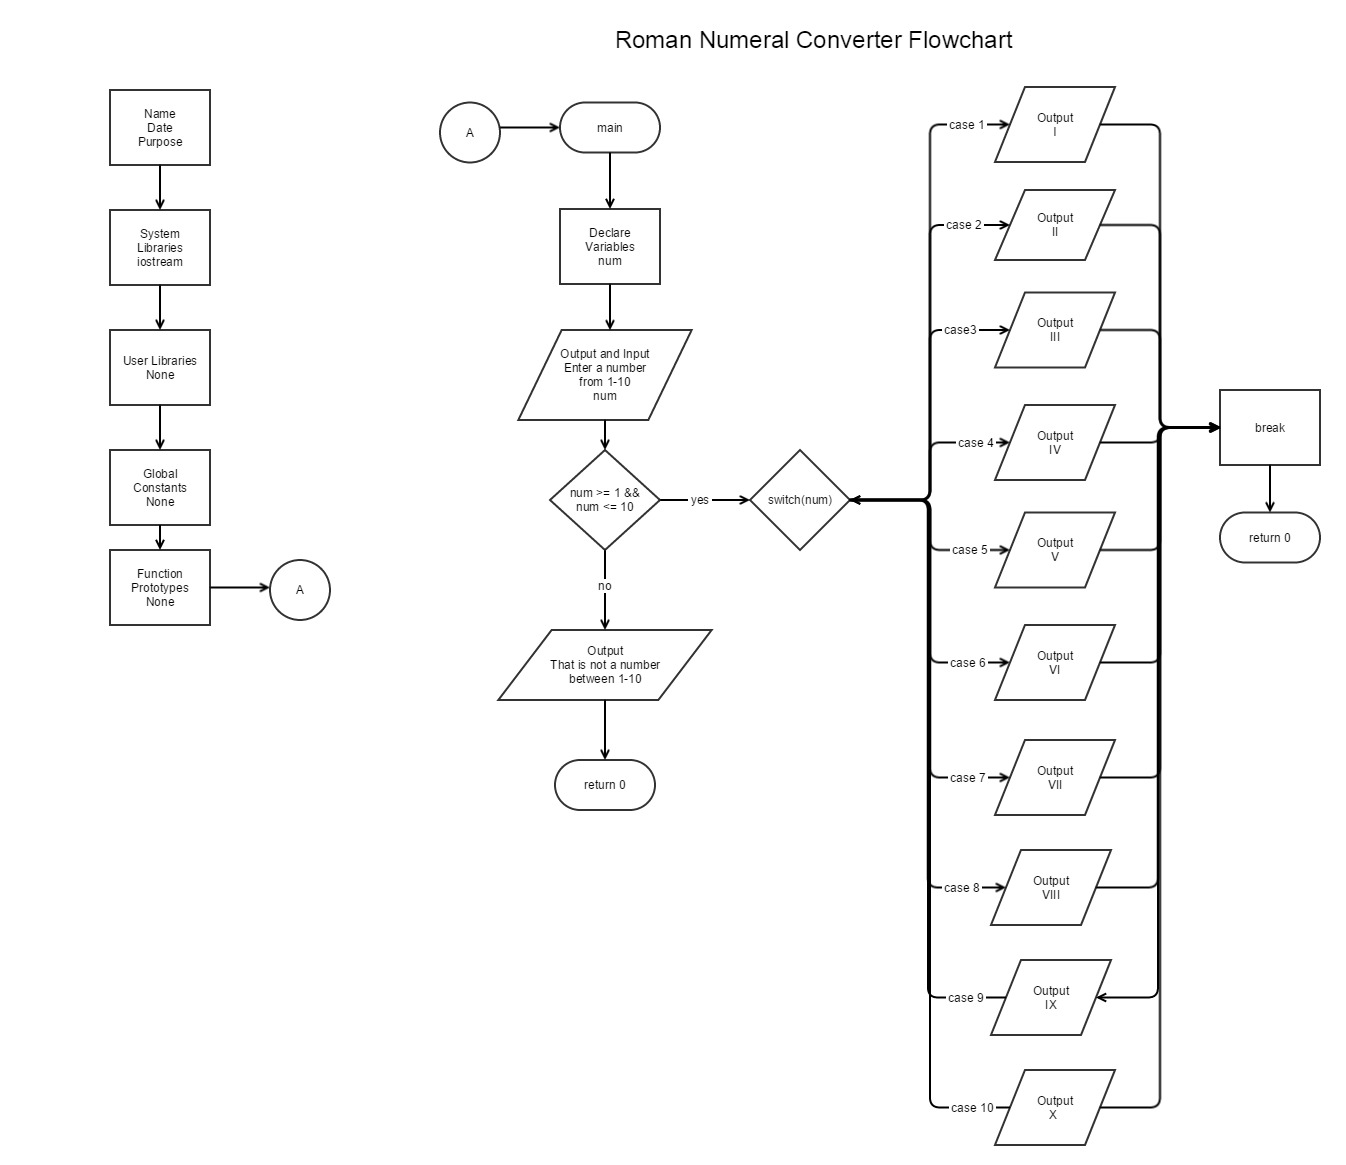 Roman Numeral Converter Flowchart
Name
Date
Purpose
System
Libraries
iostream
User Libraries
None
Global
Constants
None
Function
Prototypes
None
A
A
main
Declare
Variables
num
Output and Input
Enter a number
from 1-10
num
num >= 1 &&
num <= 10
yes
no
Output
That is not a number
between 1-10
return 0
switch(num)
case 1
Output
I
case 2
Output
II
case3
Output
III
case 4
Output
IV
case 5
Output
V
case 6
Output
VI
case 7
Output
VII
case 8
Output
VIII
case 9
Output
IX
case 10
Output
X
break
return 0